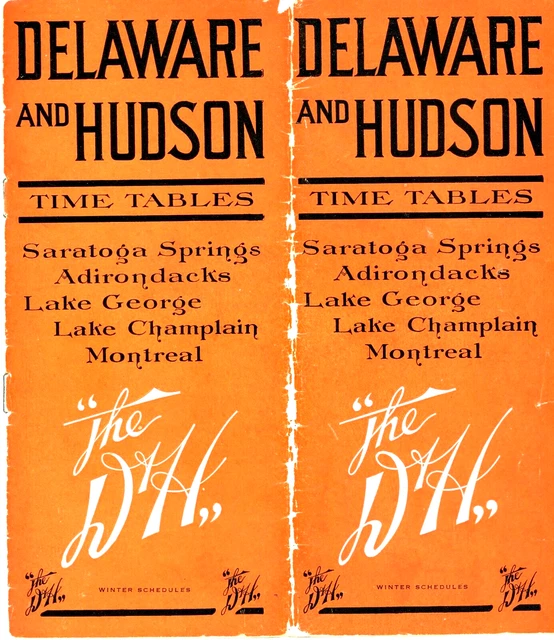 DELAWARE
AND HUDSON
TIME TABLES
Saratoga Springs
Adirondacks
Lake George
Lake Champlain
Montreal
"The
D&H"
"The
D&H"
WINTER SCHEDULES
"The
D&H"
DELAWARE
AND HUDSON
TIME TABLES
Saratoga Springs
Adirondacks
Lake George
Lake Champlain
Montreal
"The
D&H"
"The
D&H"
WINTER SCHEDULES
"The
D&H"